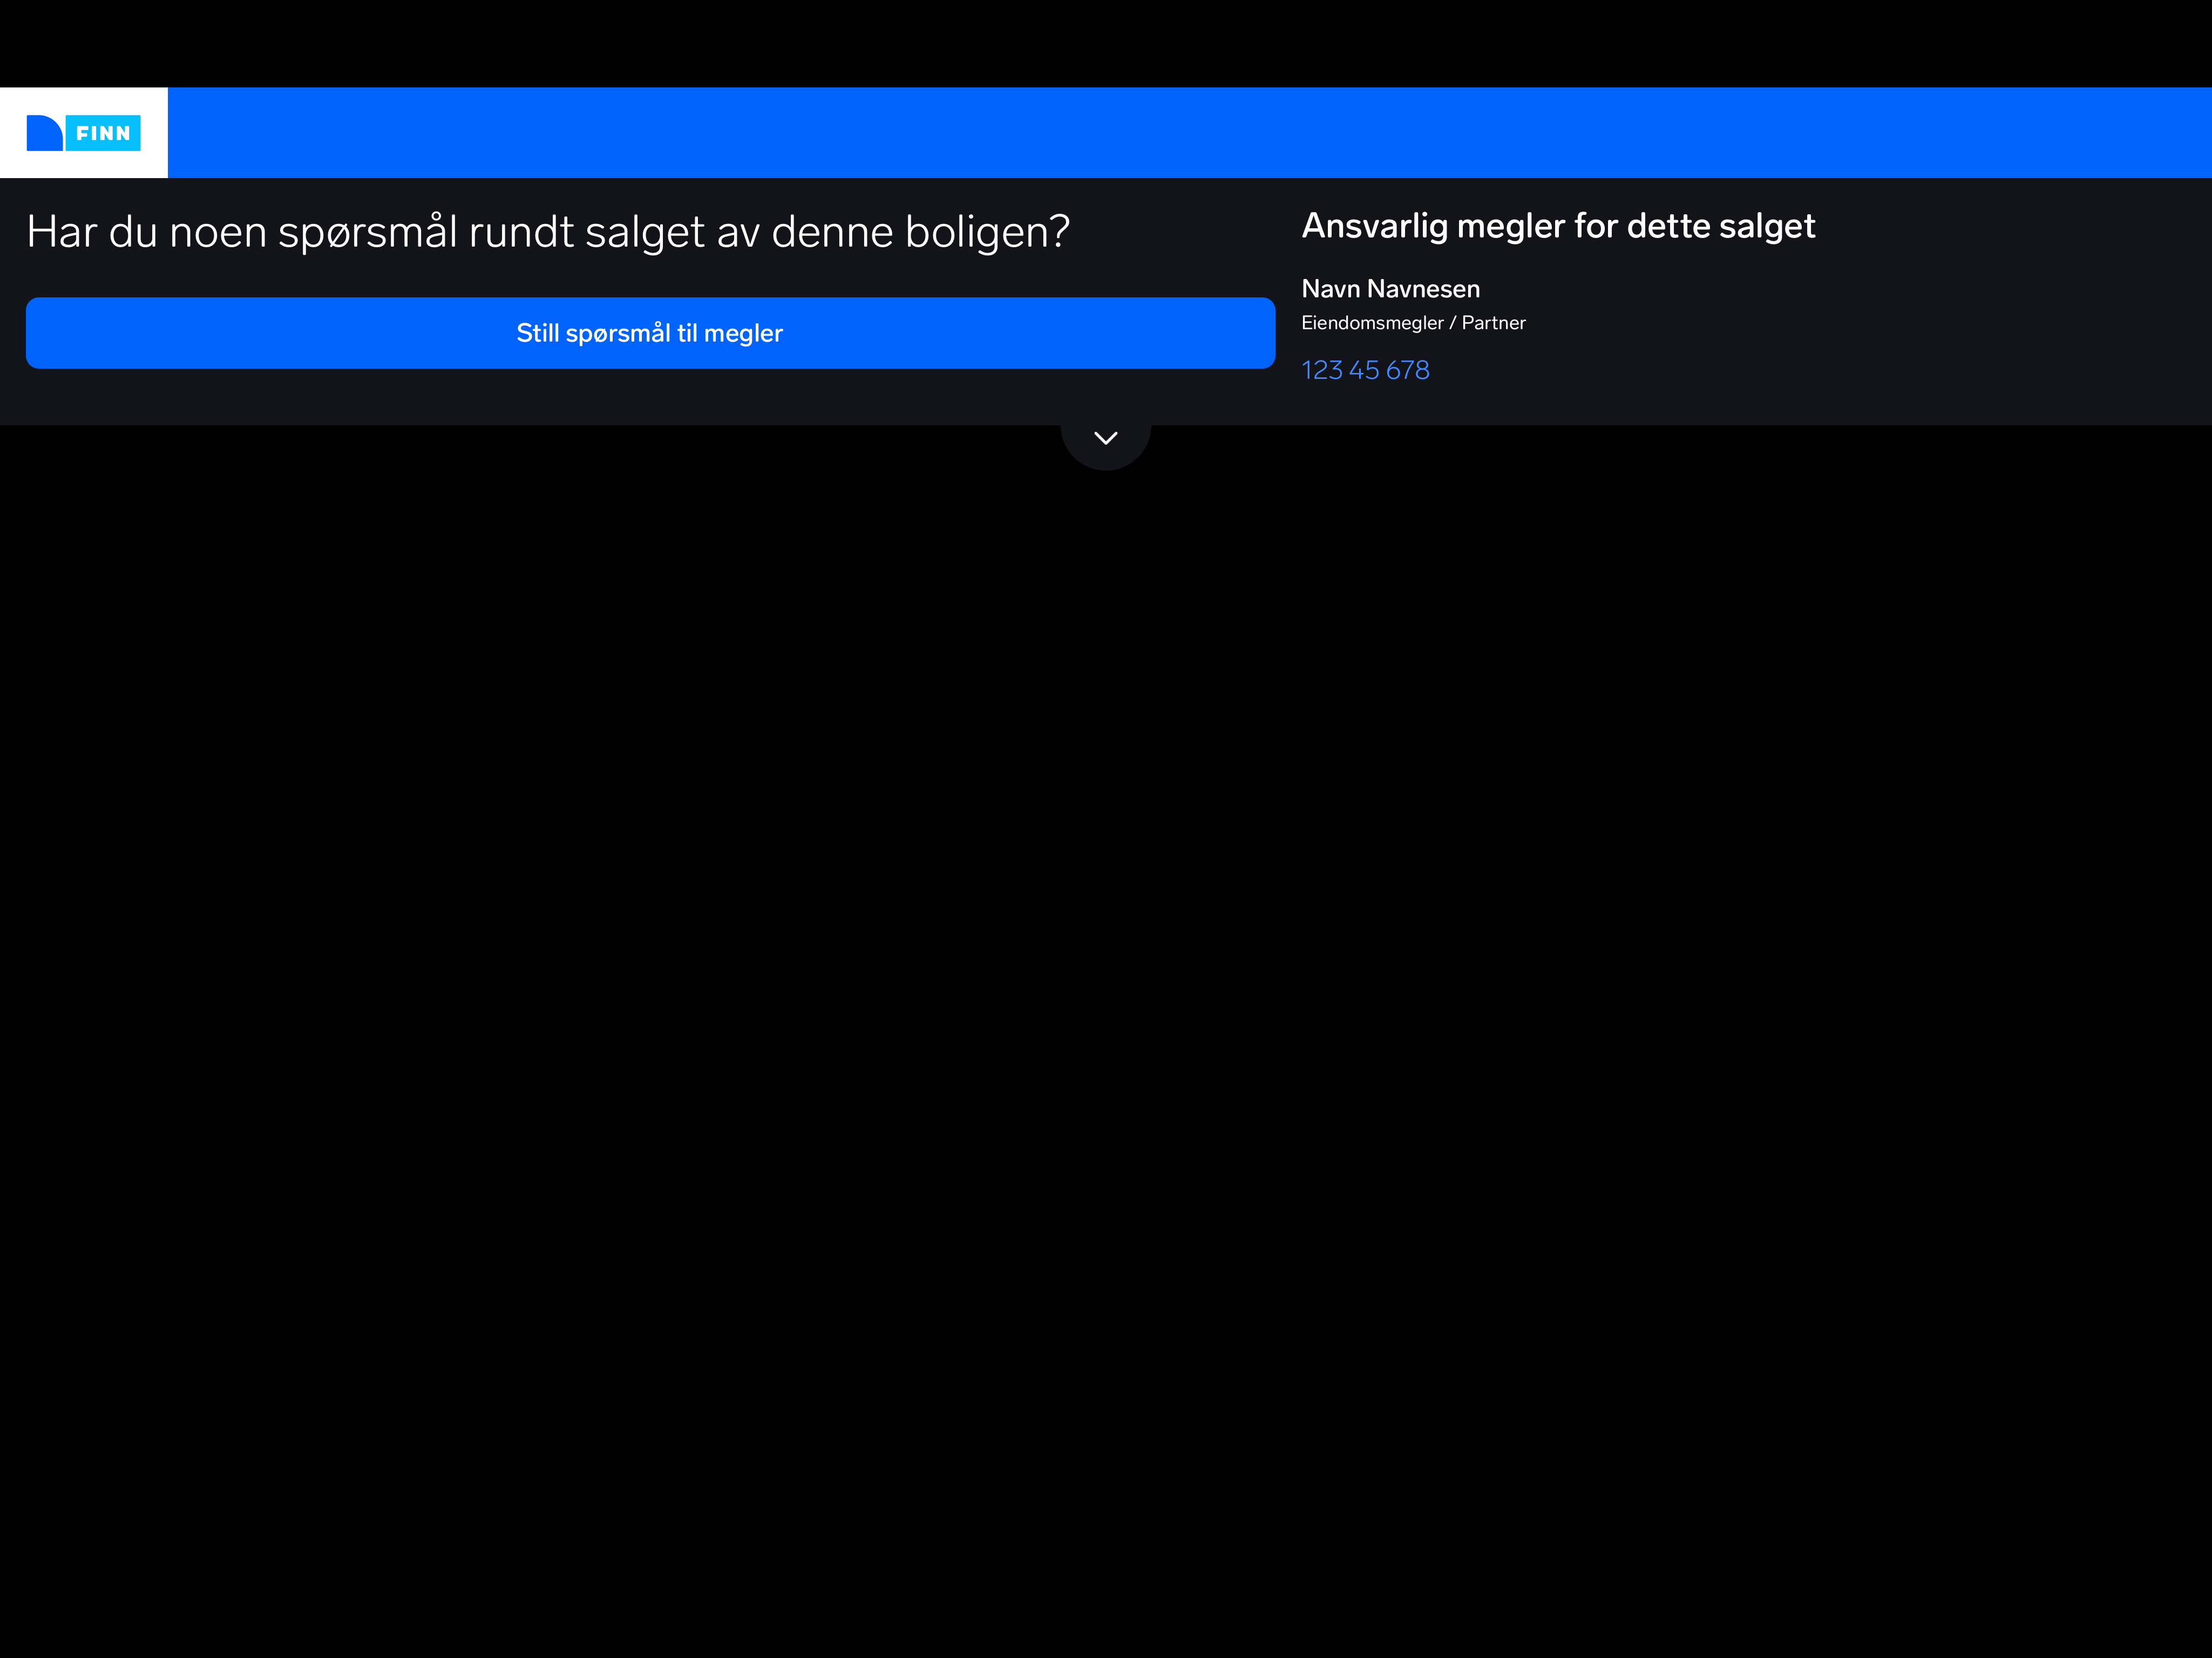 FINN
Har du noen spørsmål rundt salget av denne boligen?
Still spørsmål til megler
Ansvarlig megler for dette salget
Navn Navnesen
Eiendomsmegler / Partner
123 45 678